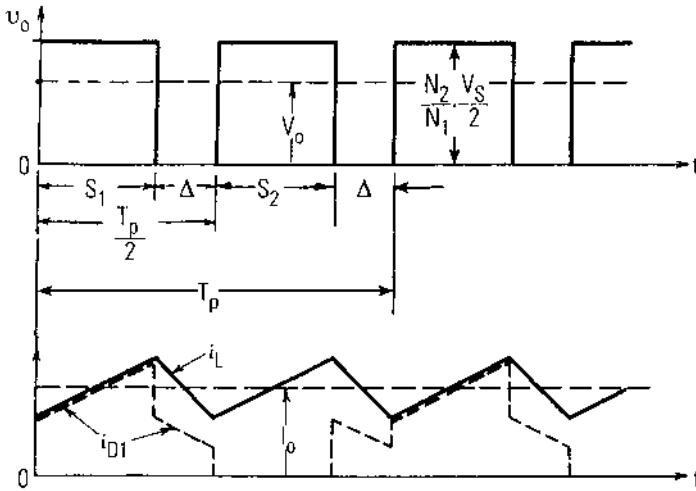 υo
N2/N1 · VS/2
Vo
0
t
S1
Δ
S2
Δ
Tp/2
Tp
iL
iD1
Io
0
t